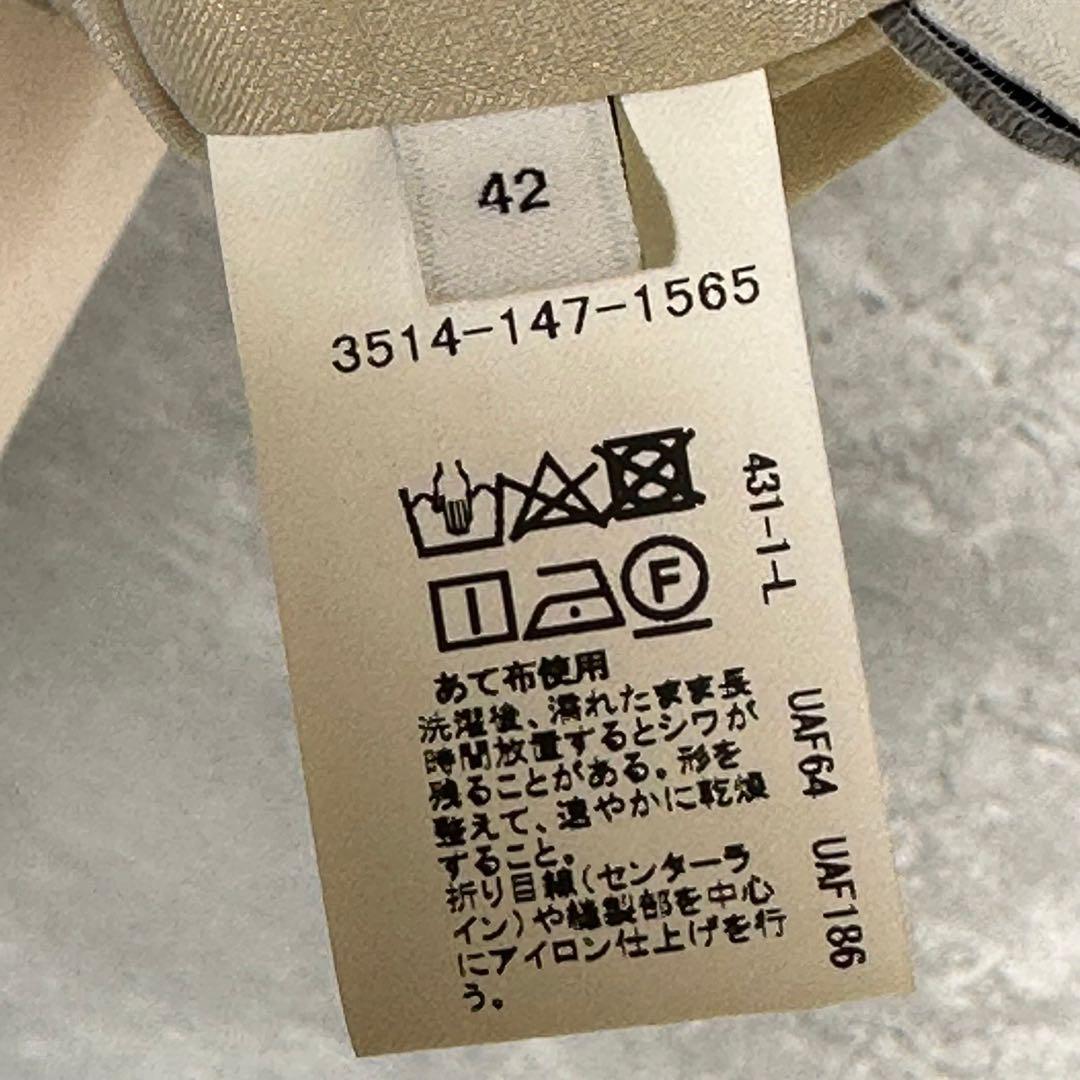 42
3514-147-1565
F
あて布使用
洗濯後、濡れたまま長
時間放置するとシワが
残ることがある。形を
整えて、速やかに乾燥
すること。
折り目線(センターラ
イン)や縫製部を中心
にアイロン仕上げを行
う。
431-1-L
UAF64 UAF186